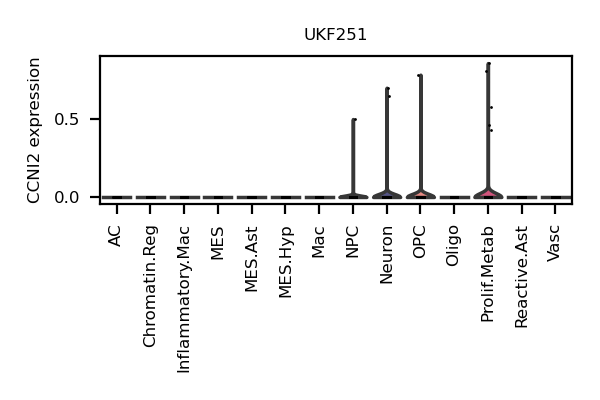 UKF251
CCNI2 expression
0.5
0.0
AC
Chromatin.Reg
Inflammatory.Mac
MES
MES.Ast
MES.Hyp
Mac
NPC
Neuron
OPC
Oligo
Prolif.Metab
Reactive.Ast
Vasc